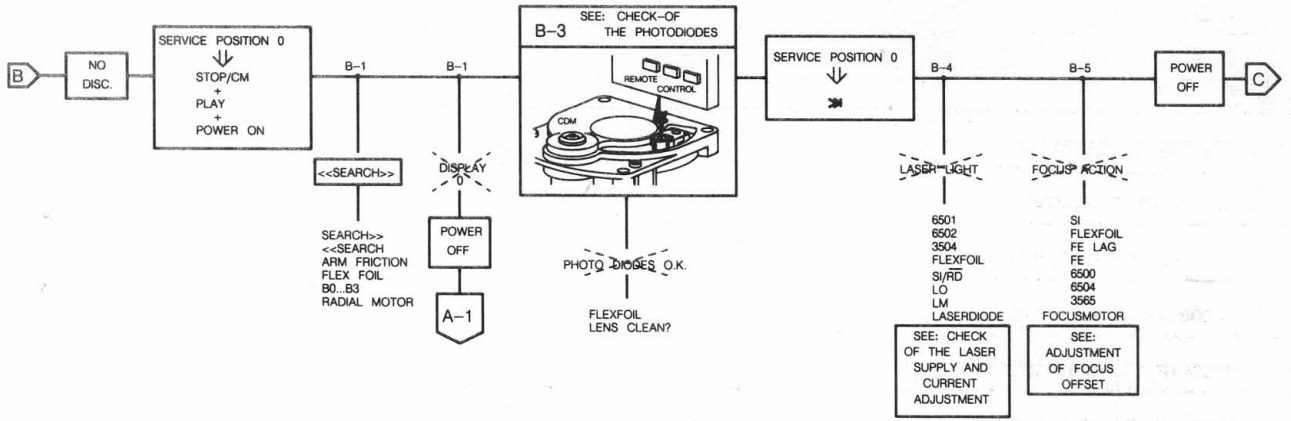 B
NO
DISC.
SERVICE POSITION 0
STOP/CM
+
PLAY
+
POWER ON
B-1
<<SEARCH>>
SEARCH>>
<<SEARCH
ARM FRICTION
FLEX FOIL
B0...B3
RADIAL MOTOR
B-1
DISPLAY
0
POWER
OFF
A-1
B-3
SEE: CHECK-OF
THE PHOTODIODES
REMOTE
CONTROL
CDM
3
PHOTO DIODES O.K.
FLEXFOIL
LENS CLEAN?
SERVICE POSITION 0
B-4
LASER LIGHT
6501
6502
3504
FLEXFOIL
SI/R̅D̅
LO
LM
LASERDIODE
SEE: CHECK
OF THE LASER
SUPPLY AND
CURRENT
ADJUSTMENT
B-5
FOCUS ACTION
SI
FLEXFOIL
FE LAG
FE
6500
6504
3565
FOCUSMOTOR
SEE:
ADJUSTMENT
OF FOCUS
OFFSET
POWER
OFF
C